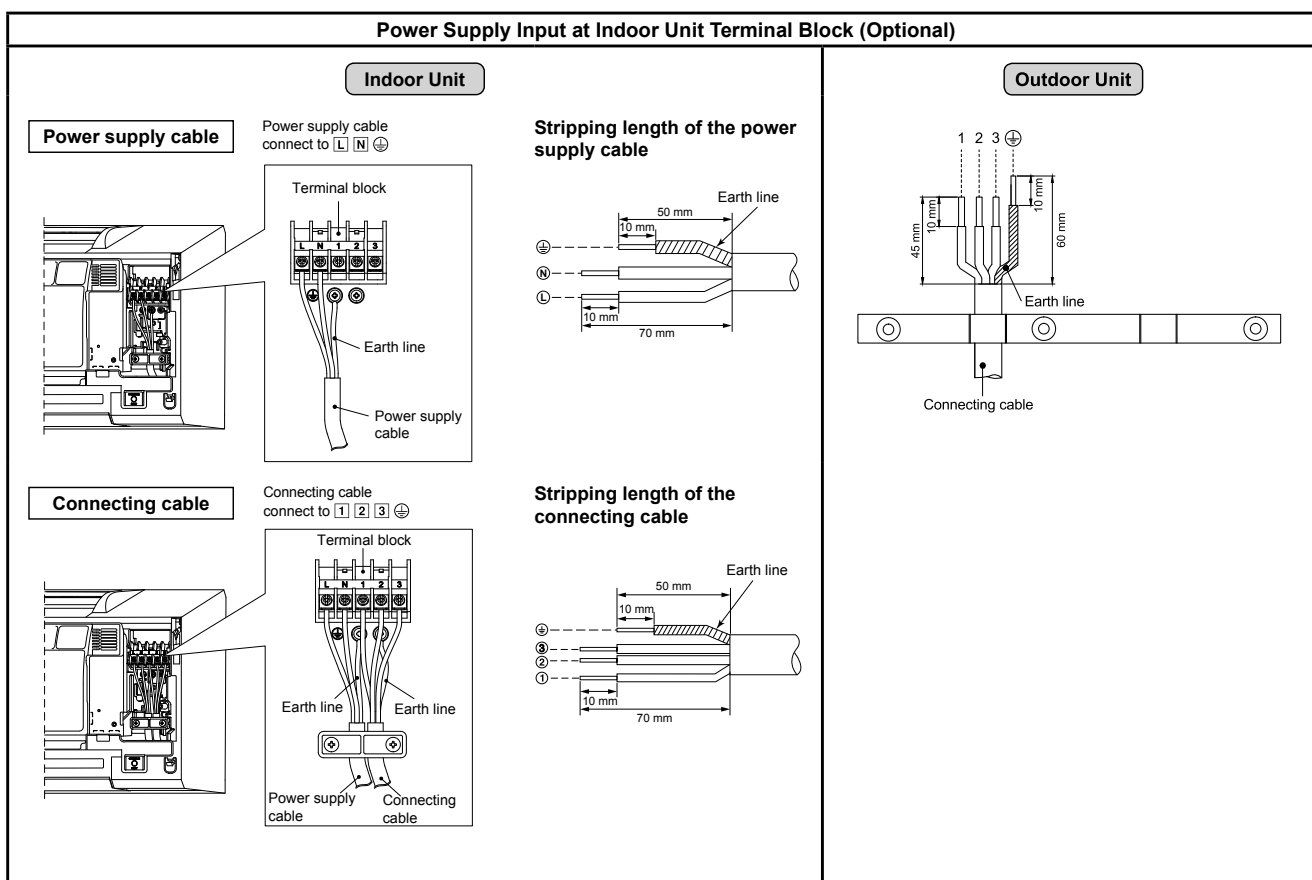 Power Supply Input at Indoor Unit Terminal Block (Optional)
Indoor Unit
Power supply cable
Power supply cable
connect to L N ⏚
Terminal block
L N 1 2 3
Earth line
Power supply
cable
Stripping length of the power
supply cable
Earth line
50 mm
10 mm
⏚
N
L
10 mm
70 mm
Connecting cable
Connecting cable
connect to 1 2 3 ⏚
Terminal block
L N 1 2 3
Earth line
Earth line
Power supply
cable
Connecting
cable
Stripping length of the
connecting cable
Earth line
50 mm
10 mm
⏚
3
2
1
10 mm
70 mm
Outdoor Unit
1 2 3 ⏚
10 mm
45 mm
10 mm
60 mm
Earth line
Connecting cable